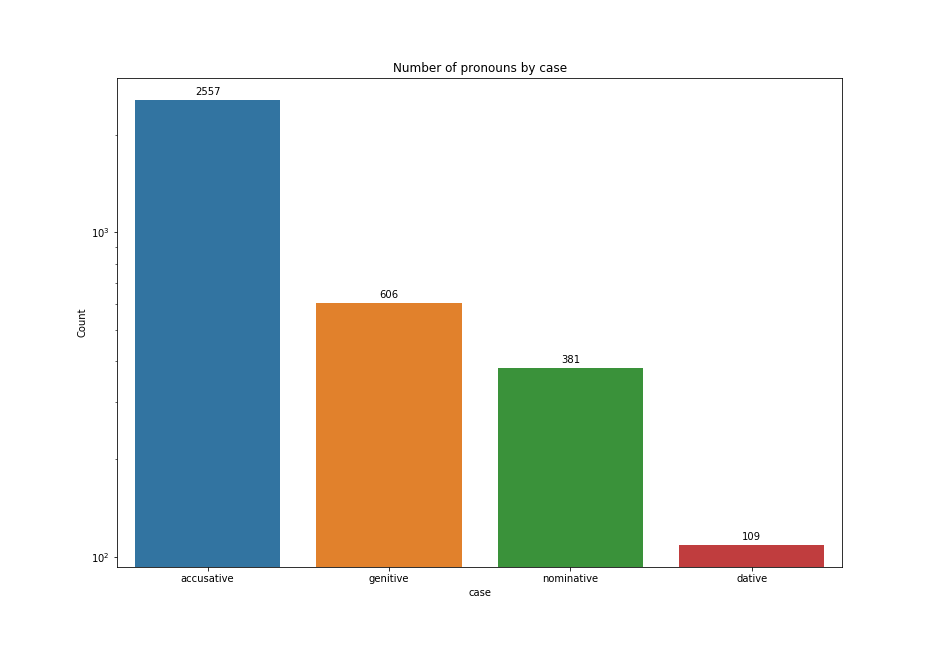 Number of pronouns by case
2557
10³
606
Count
381
109
10²
accusative genitive nominative dative
case